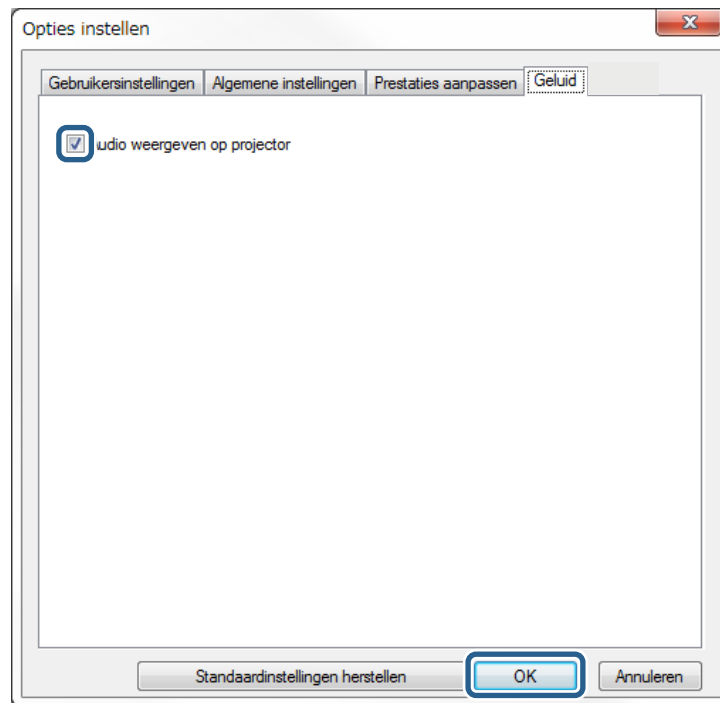 Opties instellen
Gebruikersinstellingen Algemene instellingen Prestaties aanpassen Geluid
udio weergeven op projector
Standaardinstellingen herstellen OK Annuleren